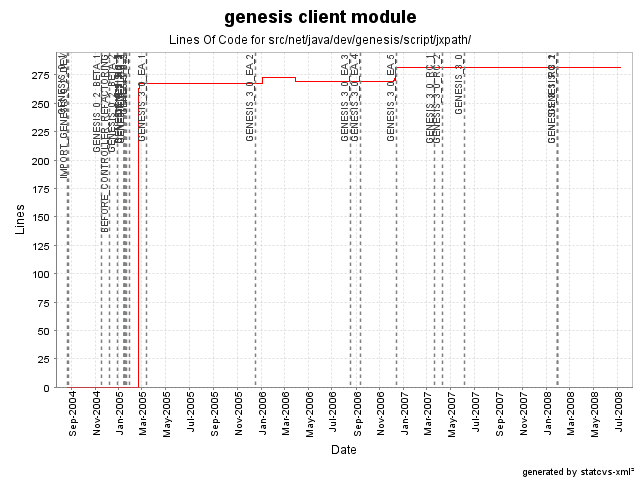 genesis client module
Lines Of Code for src/net/java/dev/genesis/script/jxpath/
Lines
275
250
225
200
175
150
125
100
75
50
25
0
GENESIS_0_2_BETA_1
BEFORE_CONTROLLER_REFACTORING
GENESIS_3_0_EA_1
GENESIS_3_0_EA_2
GENESIS_3_0_EA_3
GENESIS_3_0_EA_4
GENESIS_3_0_EA_5
GENESIS_3_0_RC_1
GENESIS_3_0_RC_2
GENESIS_3_0
Sep-2004
Nov-2004
Jan-2005
Mar-2005
May-2005
Jul-2005
Sep-2005
Nov-2005
Jan-2006
Mar-2006
May-2006
Jul-2006
Sep-2006
Nov-2006
Jan-2007
Mar-2007
May-2007
Jul-2007
Sep-2007
Nov-2007
Jan-2008
Mar-2008
May-2008
Jul-2008
Date
generated by statcvs-xml²